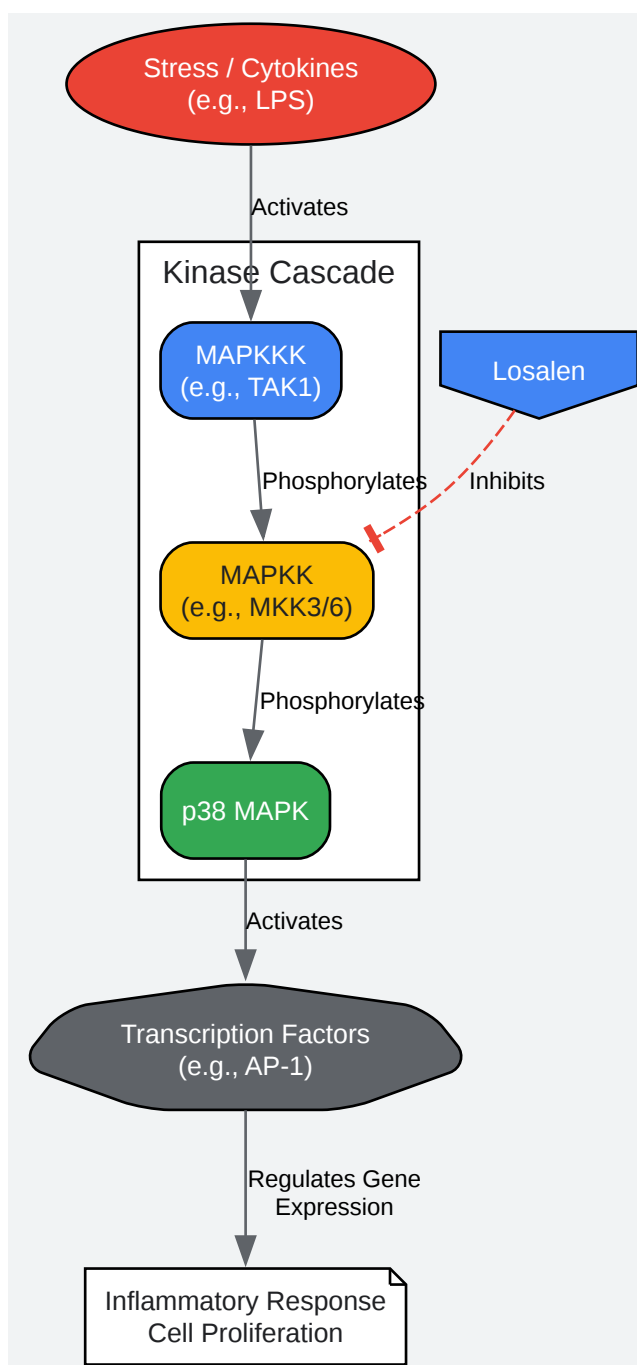 Stress / Cytokines
(e.g., LPS)
Activates
Kinase Cascade
MAPKKK
(e.g., TAK1)
Losalen
Phosphorylates
Inhibits
MAPKK
(e.g., MKK3/6)
Phosphorylates
p38 MAPK
Activates
Transcription Factors
(e.g., AP-1)
Regulates Gene
Expression
Inflammatory Response
Cell Proliferation